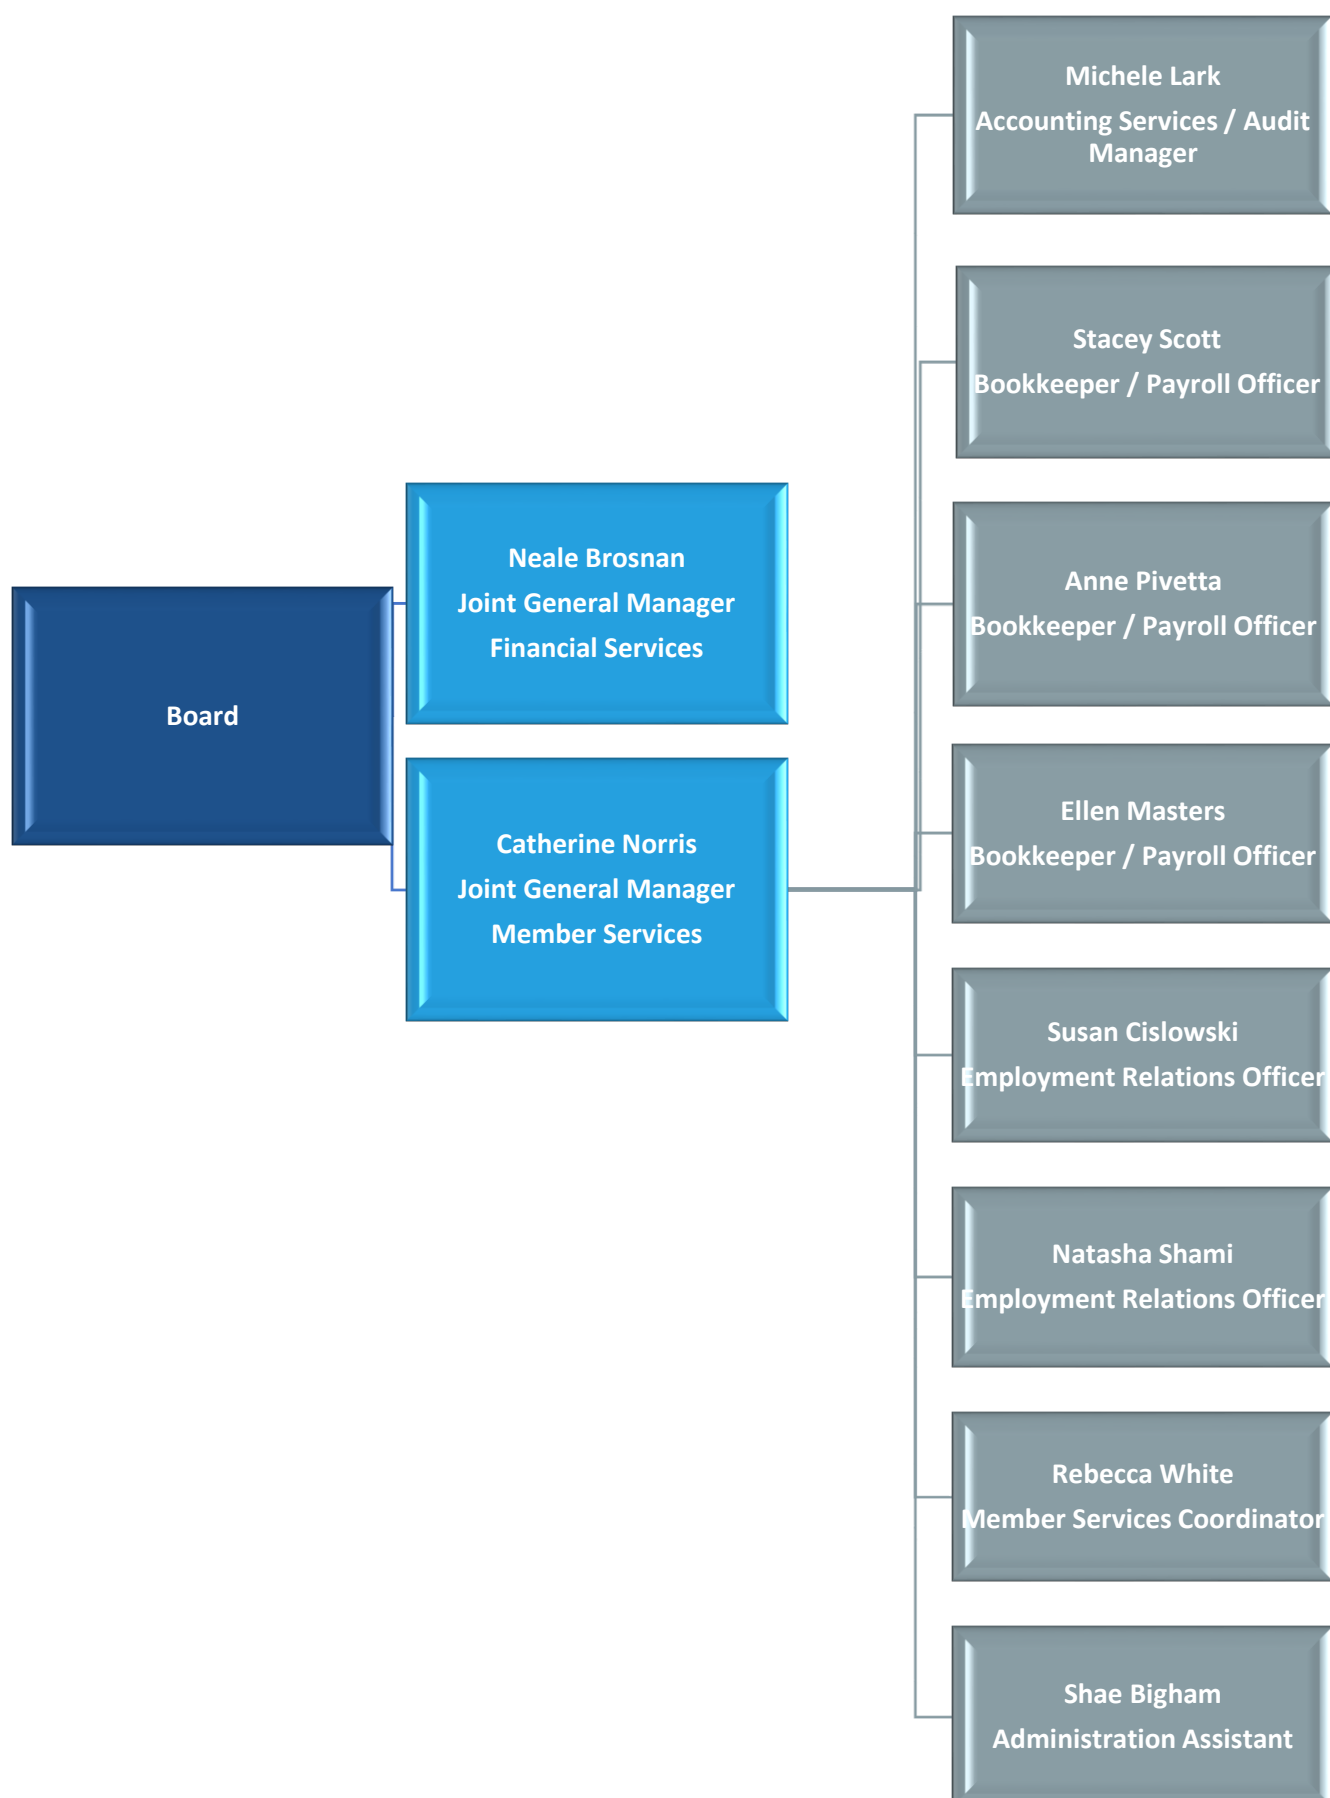 Board
Neale Brosnan
Joint General Manager
Financial Services
Catherine Norris
Joint General Manager
Member Services
Michele Lark
Accounting Services / Audit
Manager
Stacey Scott
Bookkeeper / Payroll Officer
Anne Pivetta
Bookkeeper / Payroll Officer
Ellen Masters
Bookkeeper / Payroll Officer
Susan Cislowski
Employment Relations Officer
Natasha Shami
Employment Relations Officer
Rebecca White
Member Services Coordinator
Shae Bigham
Administration Assistant